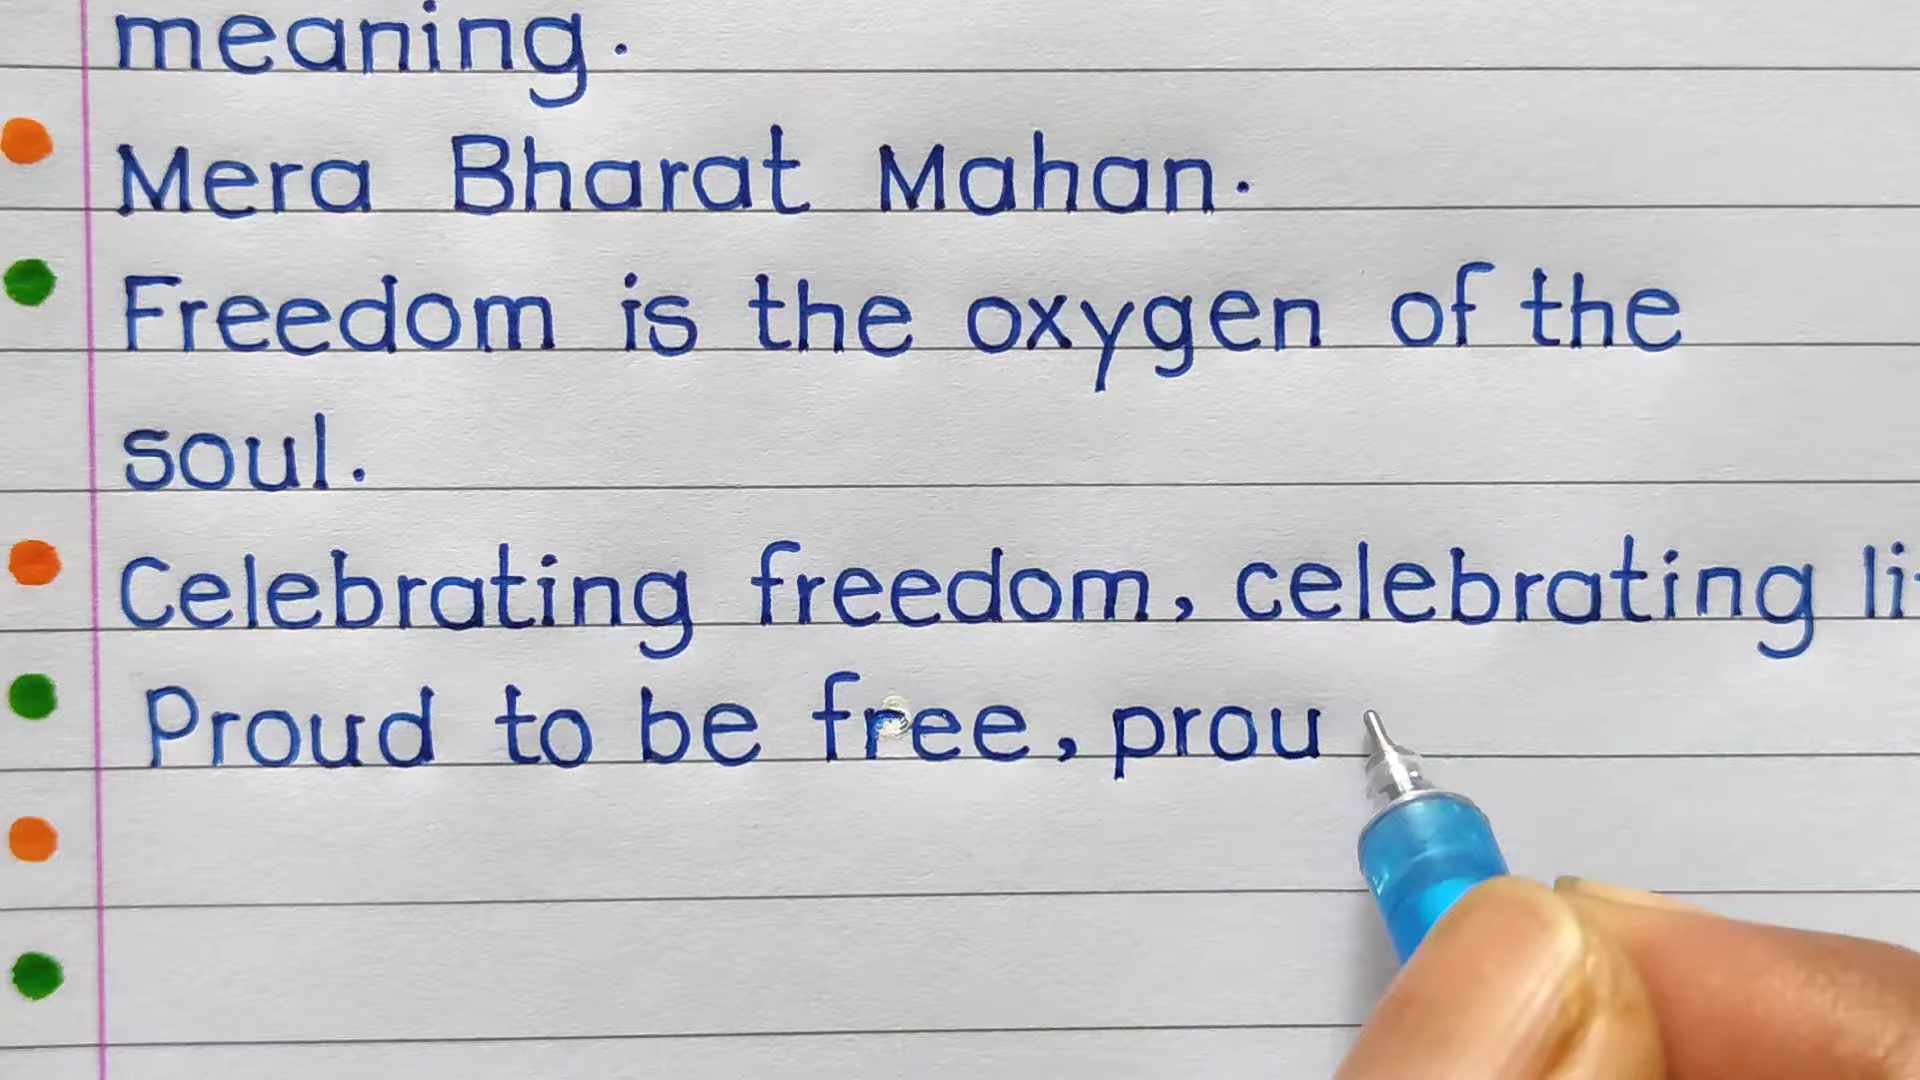 meaning.
Mera Bharat Mahan.
Freedom is the oxygen of the
soul.
Celebrating freedom, celebrating li
Proud to be free, prou